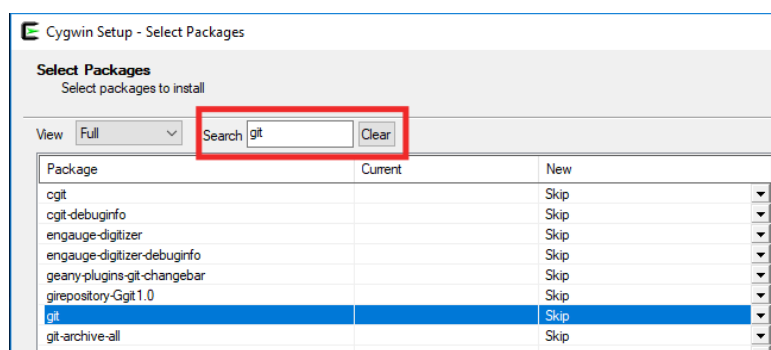 Cygwin Setup - Select Packages
Select Packages
Select packages to install
View Full Search git Clear
Package Current New
cgit Skip
cgit-debuginfo Skip
engauge-digitizer Skip
engauge-digitizer-debuginfo Skip
geany-plugins-git-changebar Skip
girepository-Ggit1.0 Skip
git Skip
git-archive-all Skip